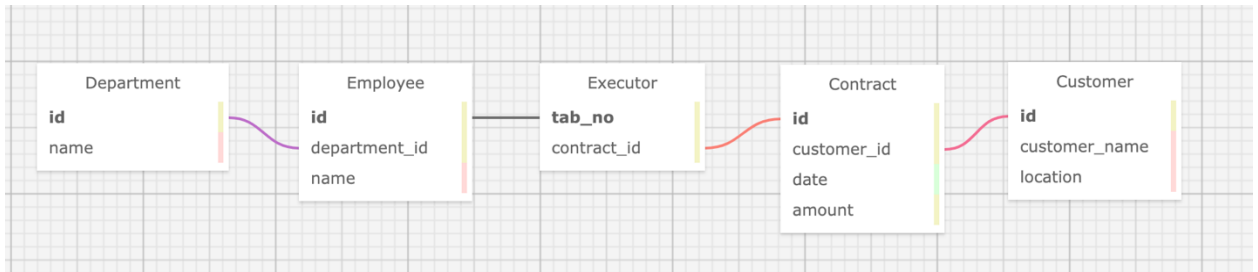 Department
id
name
Employee
id
department_id
name
Executor
tab_no
contract_id
Contract
id
customer_id
date
amount
Customer
id
customer_name
location